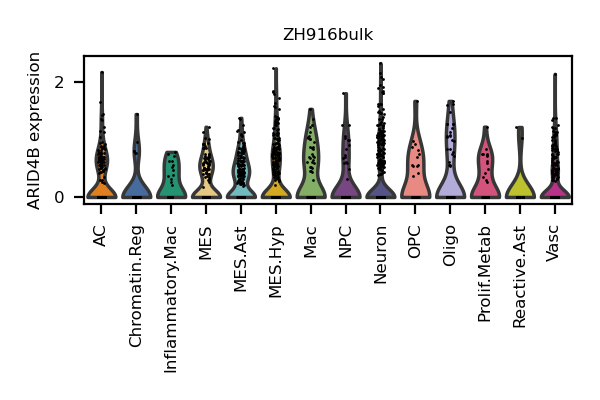 ZH916bulk
ARID4B expression
2
0
AC
Chromatin.Reg
Inflammatory.Mac
MES
MES.Ast
MES.Hyp
Mac
NPC
Neuron
OPC
Oligo
Prolif.Metab
Reactive.Ast
Vasc